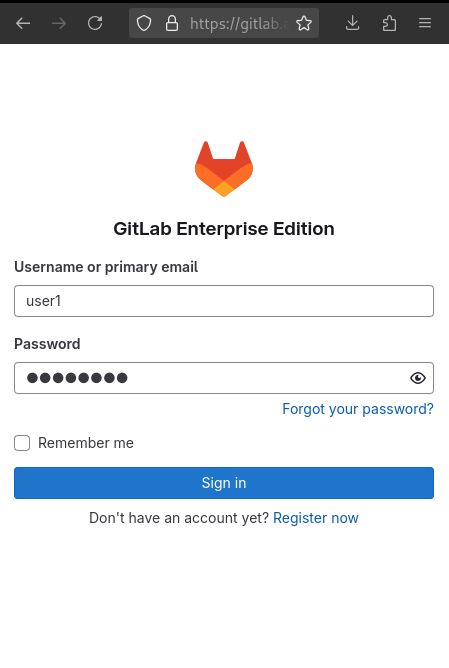 https://gitlab.
GitLab Enterprise Edition
Username or primary email
user1
Password
●●●●●●●●
Forgot your password?
Remember me
Sign in
Don't have an account yet? Register now